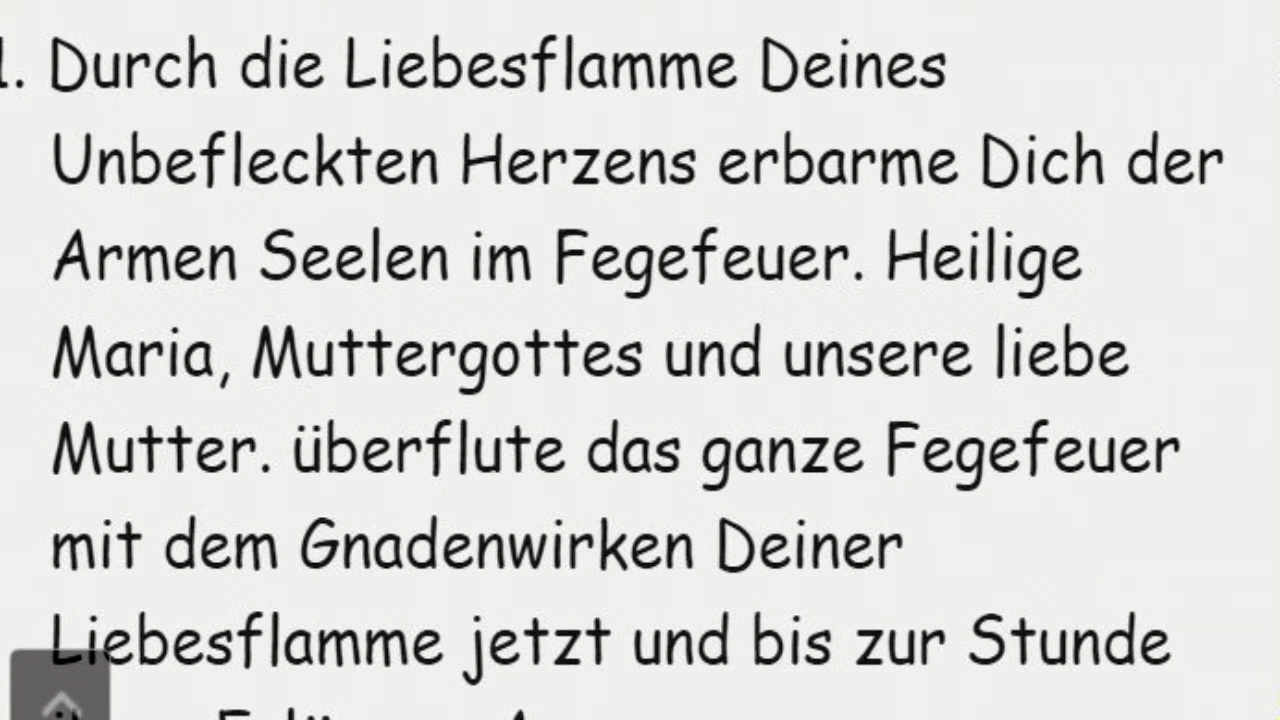 1. Durch die Liebesflamme Deines
Unbefleckten Herzens erbarme Dich der
Armen Seelen im Fegefeuer. Heilige
Maria, Muttergottes und unsere liebe
Mutter. überflute das ganze Fegefeuer
mit dem Gnadenwirken Deiner
Liebesflamme jetzt und bis zur Stunde